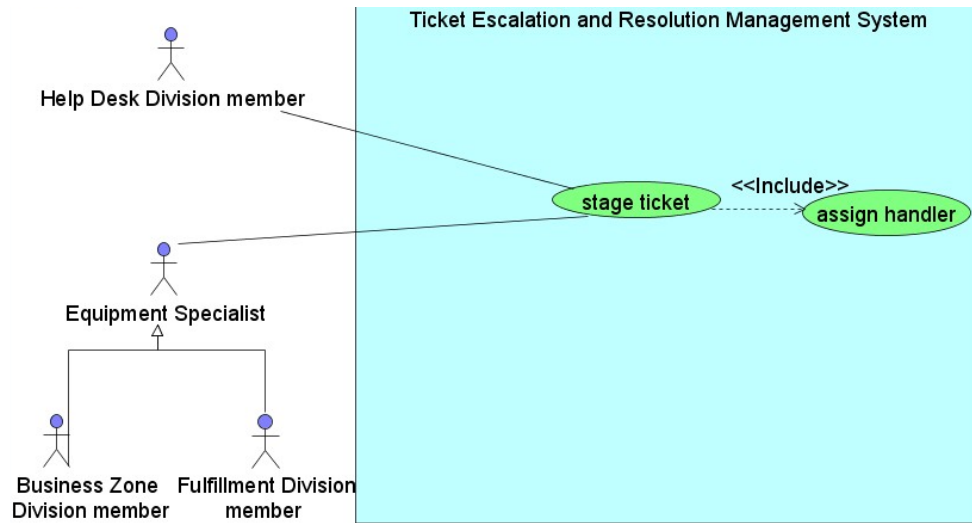 Ticket Escalation and Resolution Management System
Help Desk Division member
<<Include>>
stage ticket
assign handler
Equipment Specialist
Business Zone
Division member
Fulfillment Division
member